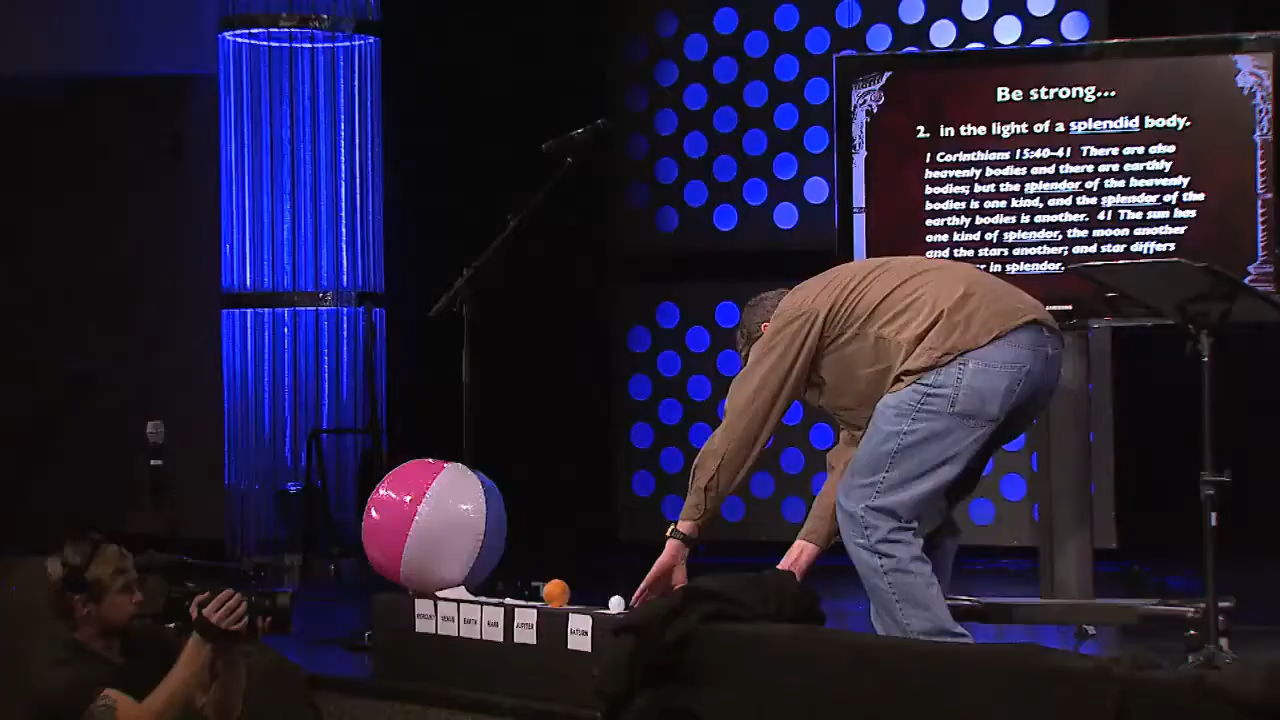 Be strong...
2. in the light of a splendid body.
1 Corinthians 15:40-41 There are also
heavenly bodies and there are earthly
bodies; but the splendor of the heavenly
bodies is one kind, and the splendor of the
earthly bodies is another. 41 The sun has
one kind of splendor, the moon another
and the stars another; and star differs
in splendor.
SAMSUNG
MERCURY
VENUS
EARTH
MARS
JUPITER
SATURN